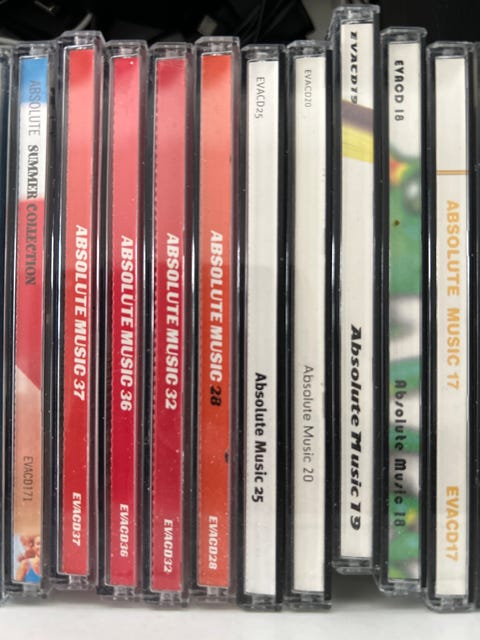 ABSOLUTE SUMMER COLLECTION
EVACD171
ABSOLUTE MUSIC 37
EVACD37
ABSOLUTE MUSIC 36
EVACD36
ABSOLUTE MUSIC 32
EVACD32
ABSOLUTE MUSIC 28
EVACD28
EVACD25
Absolute Music 25
EVACD20
Absolute Music 20
EVACD19
Absolute Music 19
EVACD 18
Absolute Music 18
ABSOLUTE MUSIC 17
EVACD17